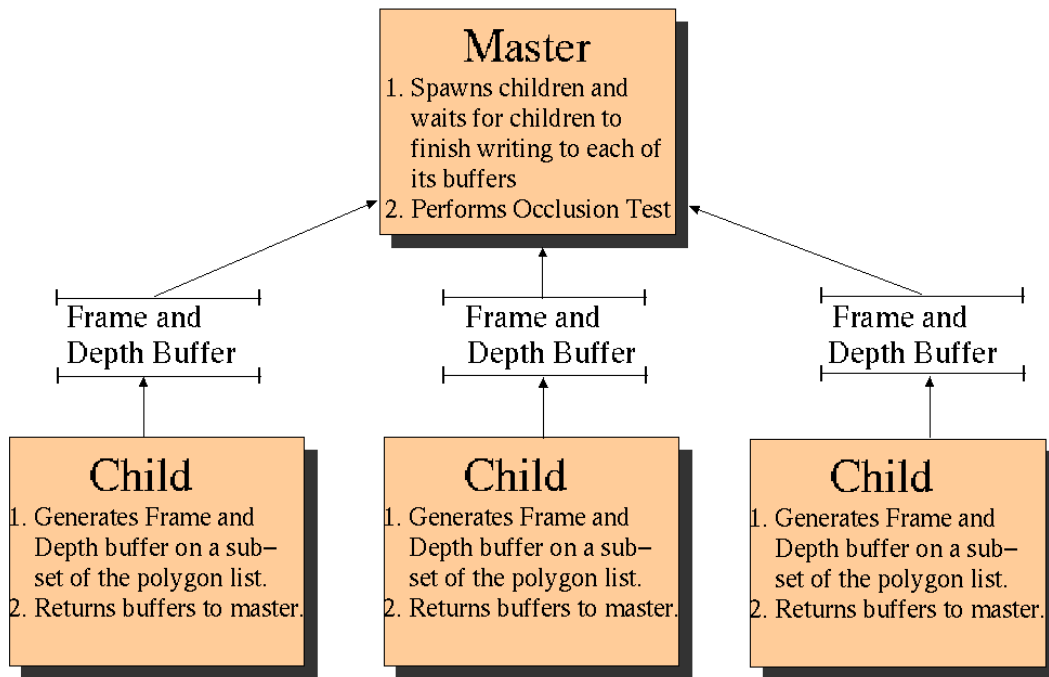 Master
1. Spawns children and
waits for children to
finish writing to each of
its buffers
2. Performs Occlusion Test
Frame and
Depth Buffer
Frame and
Depth Buffer
Frame and
Depth Buffer
Child
1. Generates Frame and
Depth buffer on a sub-
set of the polygon list.
2. Returns buffers to master.
Child
1. Generates Frame and
Depth buffer on a sub-
set of the polygon list.
2. Returns buffers to master.
Child
1. Generates Frame and
Depth buffer on a sub-
set of the polygon list.
2. Returns buffers to master.